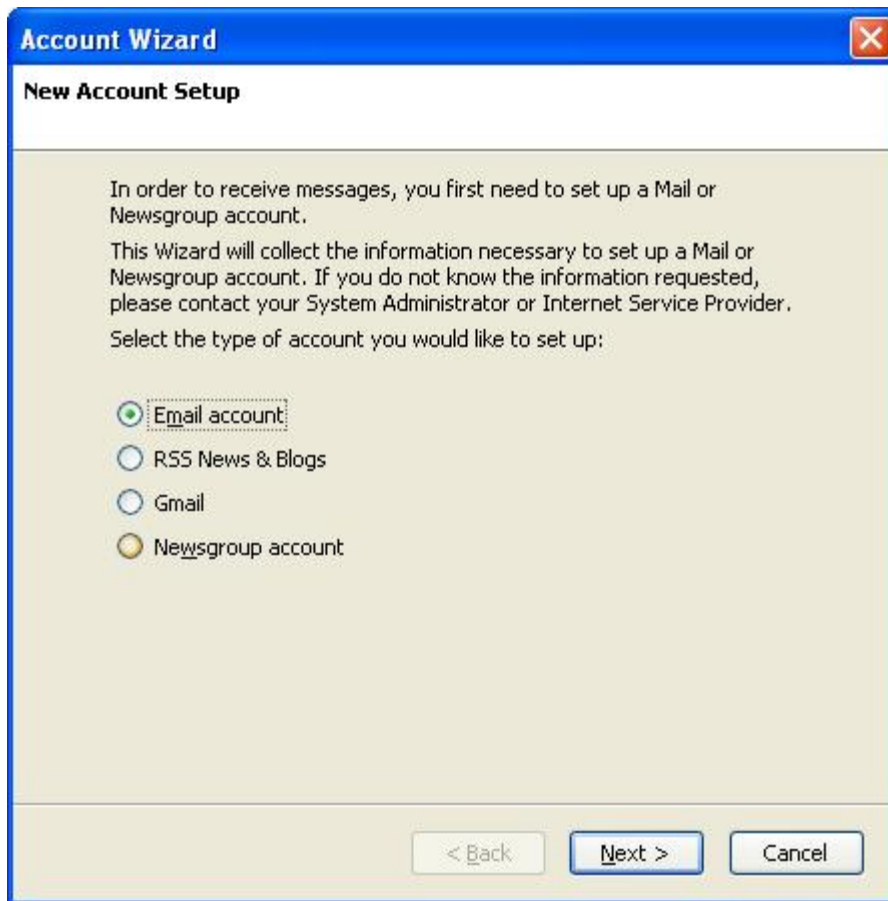 Account Wizard
New Account Setup
In order to receive messages, you first need to set up a Mail or
Newsgroup account.
This Wizard will collect the information necessary to set up a Mail or
Newsgroup account. If you do not know the information requested,
please contact your System Administrator or Internet Service Provider.
Select the type of account you would like to set up:
Email account
RSS News & Blogs
Gmail
Newsgroup account
< Back Next > Cancel